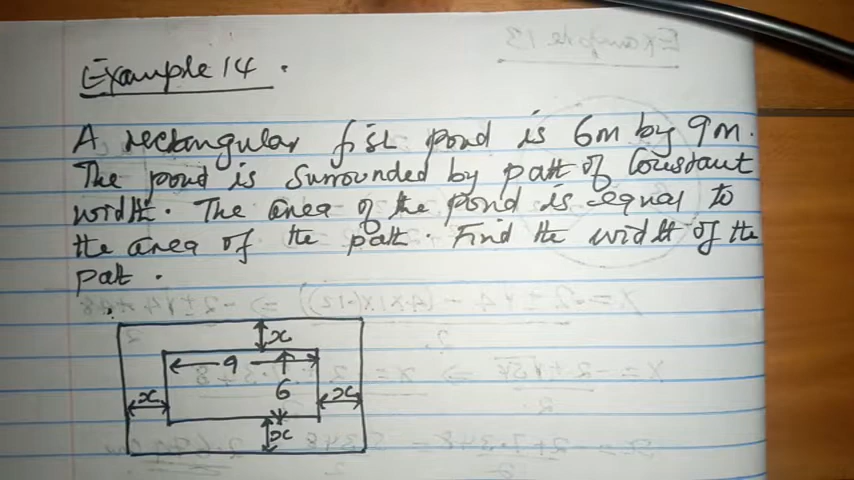 Example 14.
A rectangular fish pond is 6m by 9m.
The pond is surrounded by path of constant
width. The area of the pond is equal to
the area of the path. Find the width of the
path.
x
9
6
x
x
x